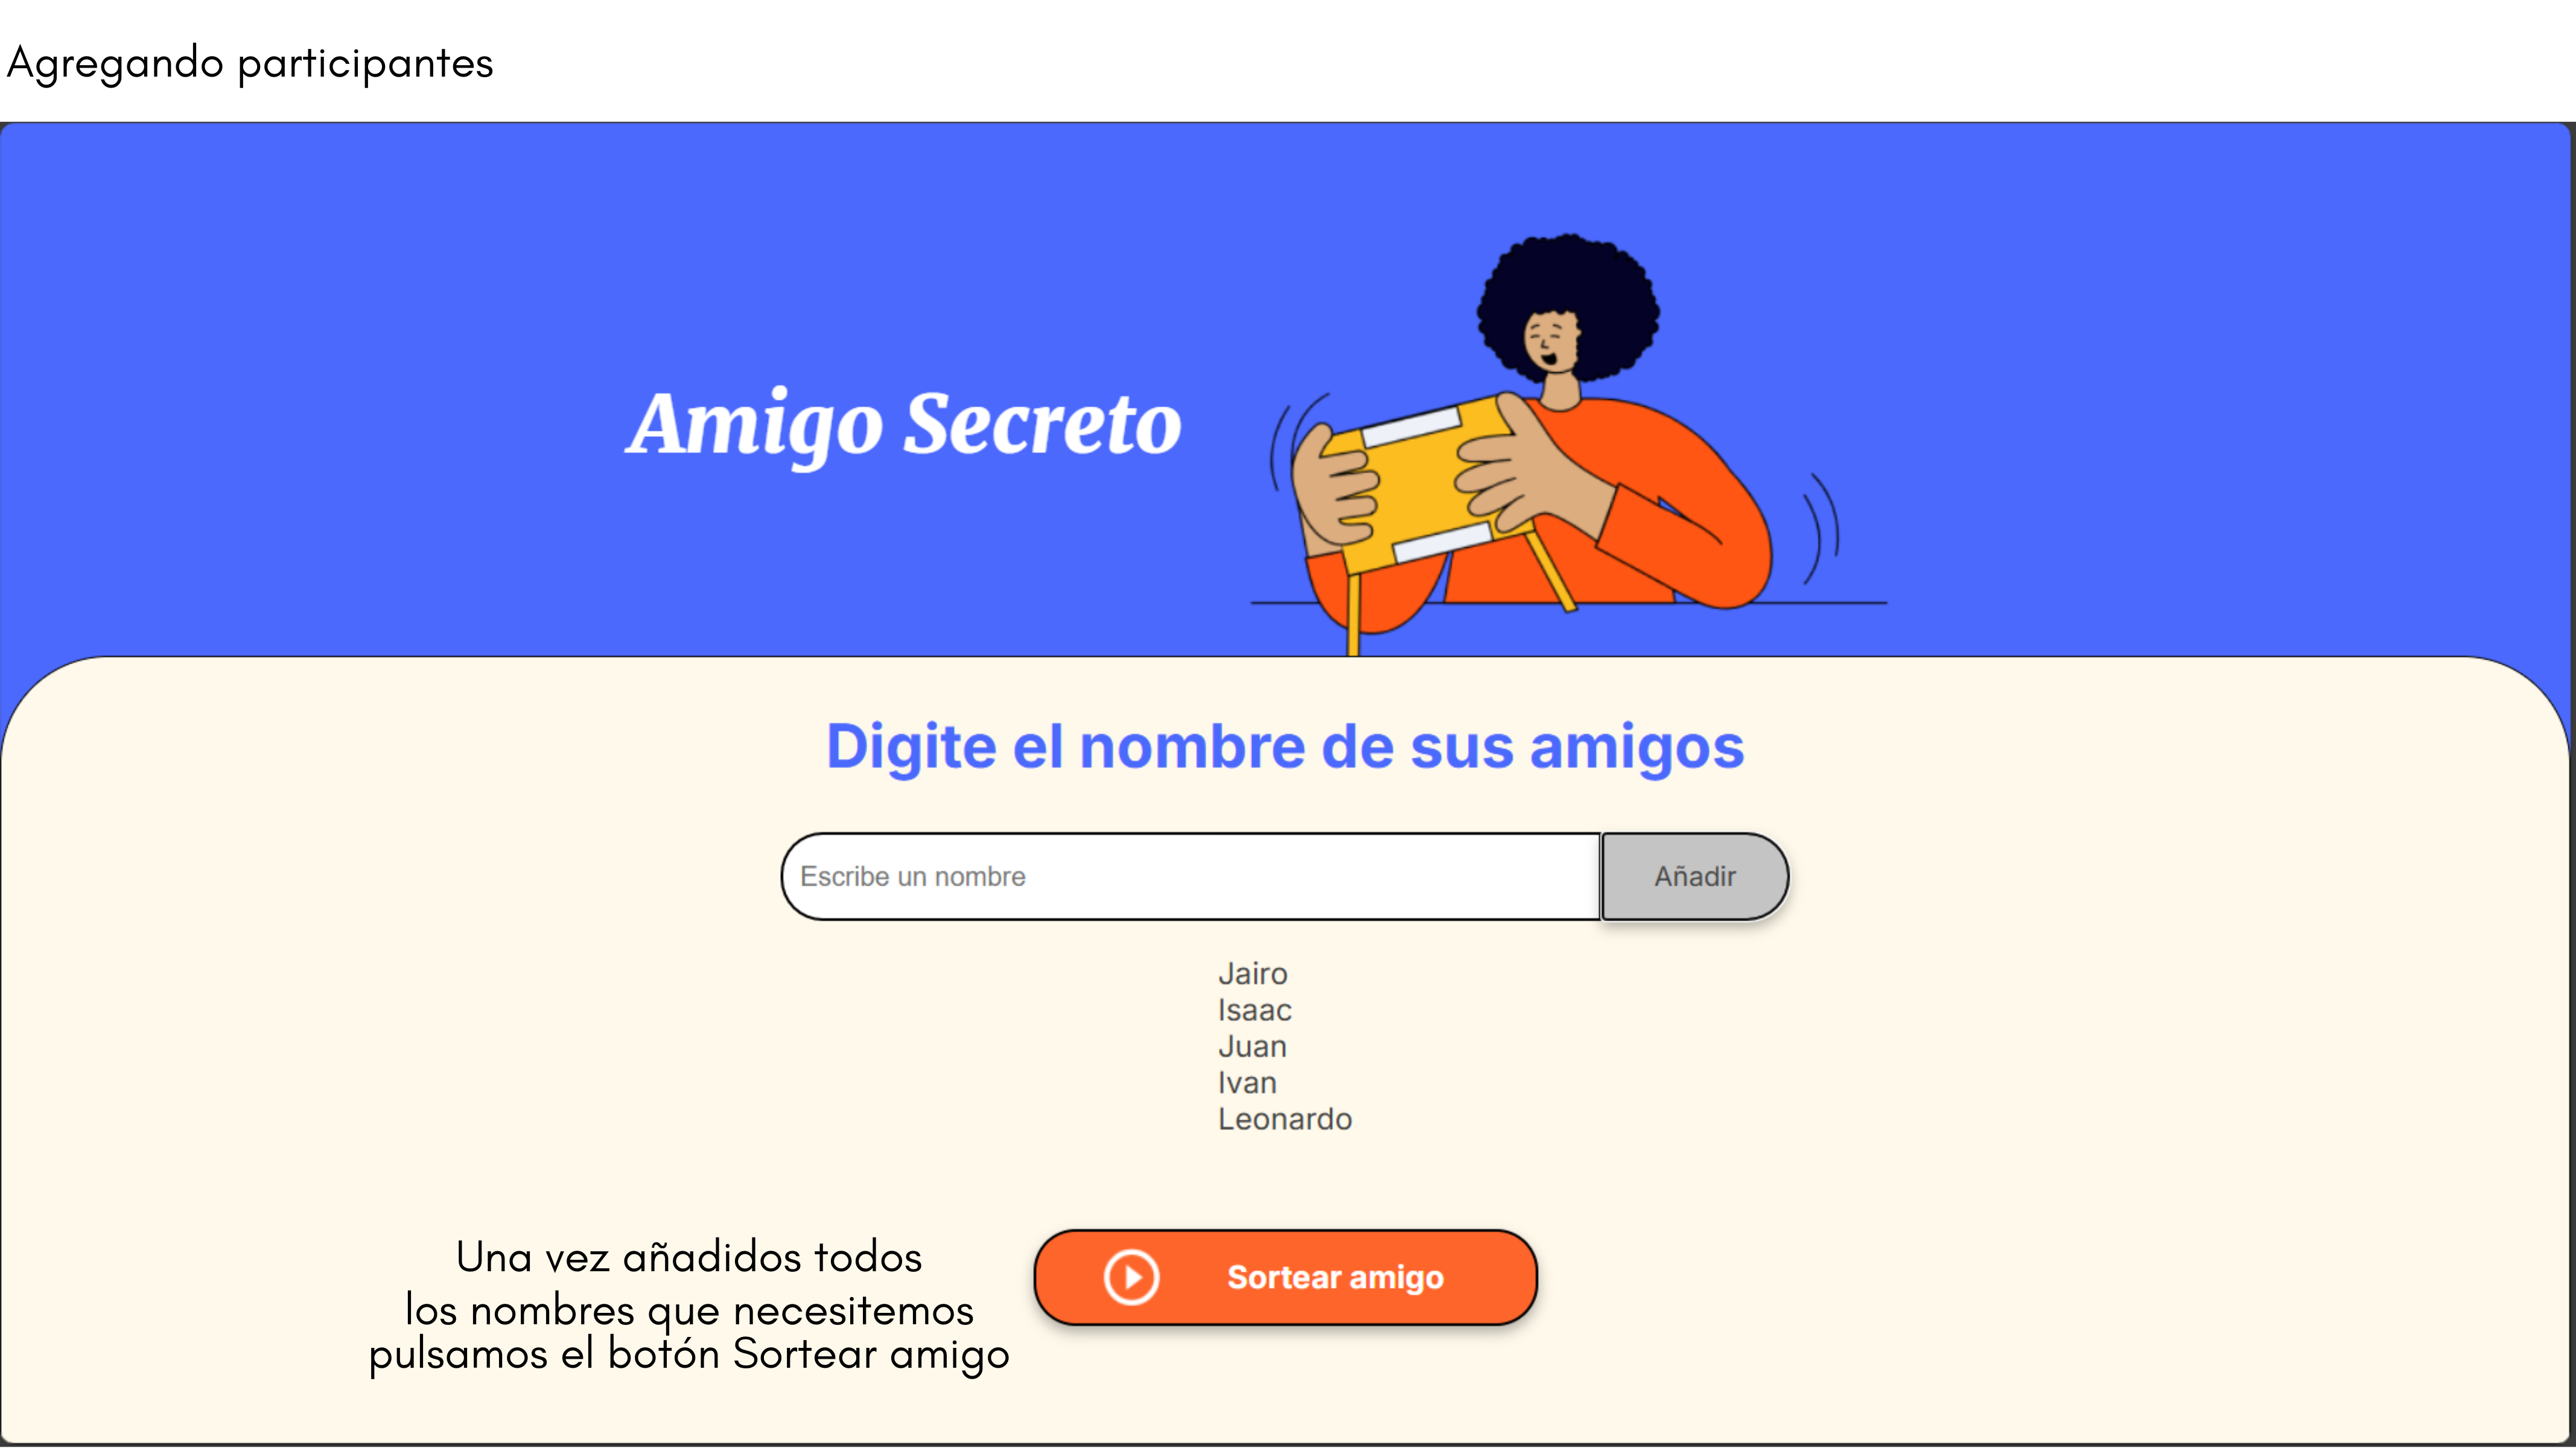 Agregando participantes
Amigo Secreto
Digite el nombre de sus amigos
Escribe un nombre
Añadir
Jairo
Isaac
Juan
Ivan
Leonardo
Una vez añadidos todos
los nombres que necesitemos
pulsamos el botón Sortear amigo
Sortear amigo